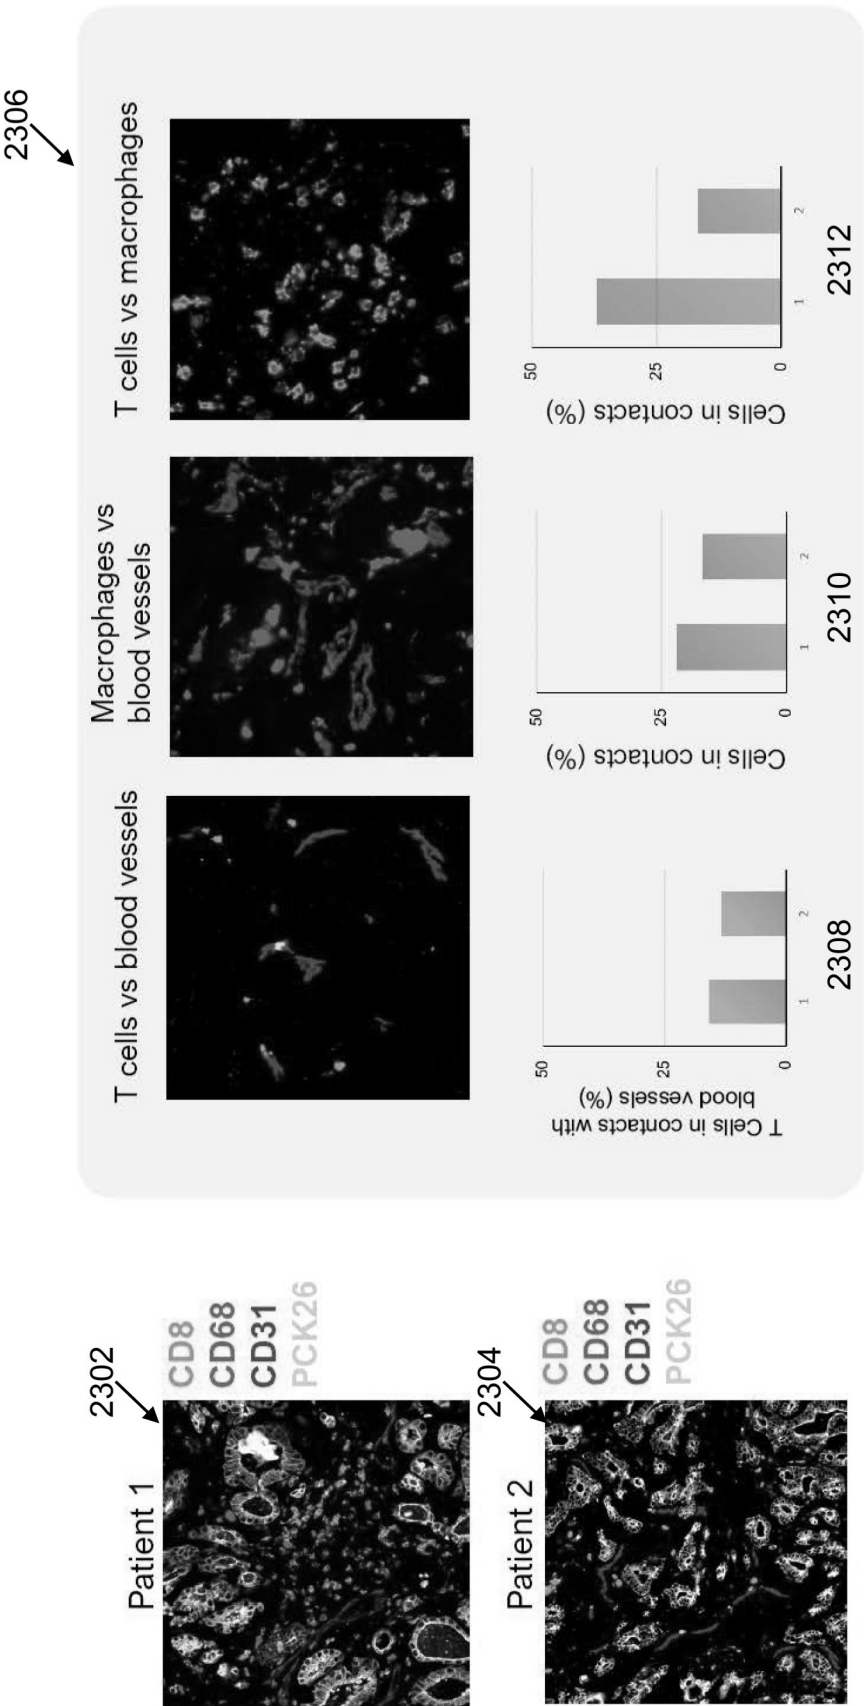 2306
T cells vs macrophages
50
25
0
Cells in contacts (%)
1
2
2312
Macrophages vs
blood vessels
50
25
0
Cells in contacts (%)
1
2
2310
T cells vs blood vessels
50
25
0
T Cells in contacts with
blood vessels (%)
1
2
2308
2302
Patient 1
CD8
CD68
CD31
PCK26
2304
Patient 2
CD8
CD68
CD31
PCK26